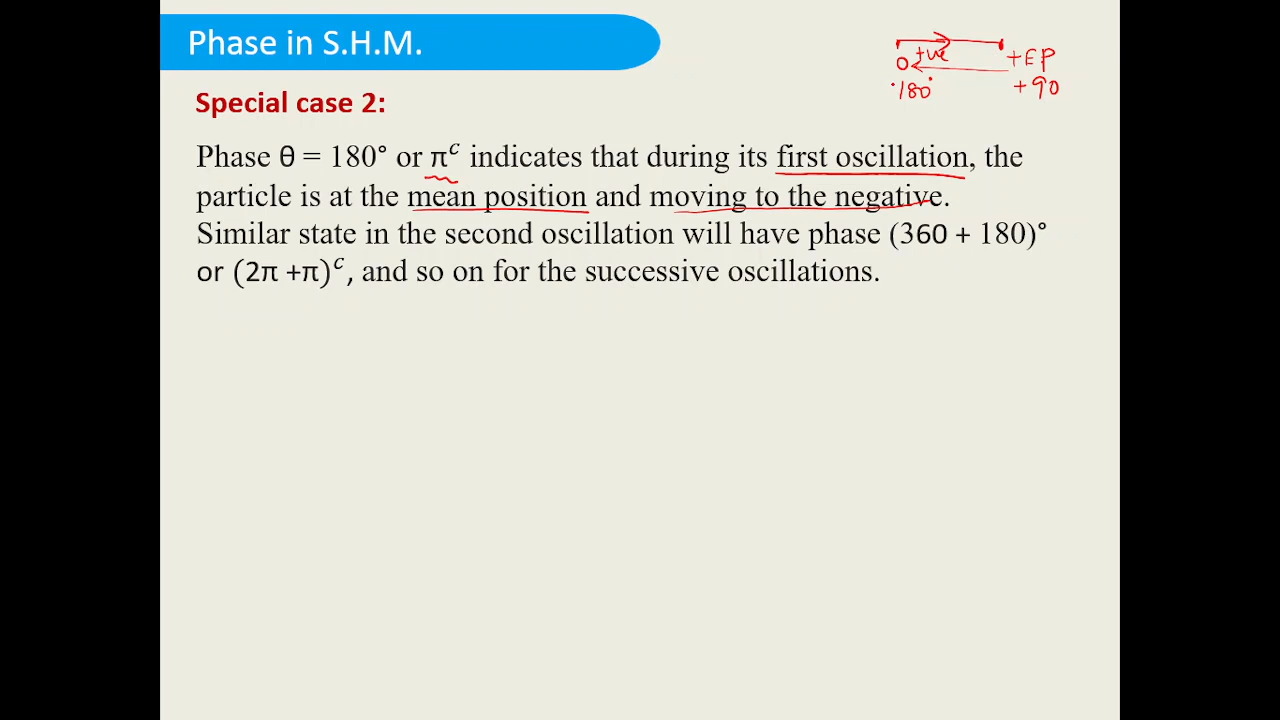 Phase in S.H.M.
+ve
O
+EP
180°
+90
Special case 2:
Phase θ = 180° or πᶜ indicates that during its first oscillation, the
particle is at the mean position and moving to the negative.
Similar state in the second oscillation will have phase (360 + 180)°
or (2π +π)ᶜ, and so on for the successive oscillations.